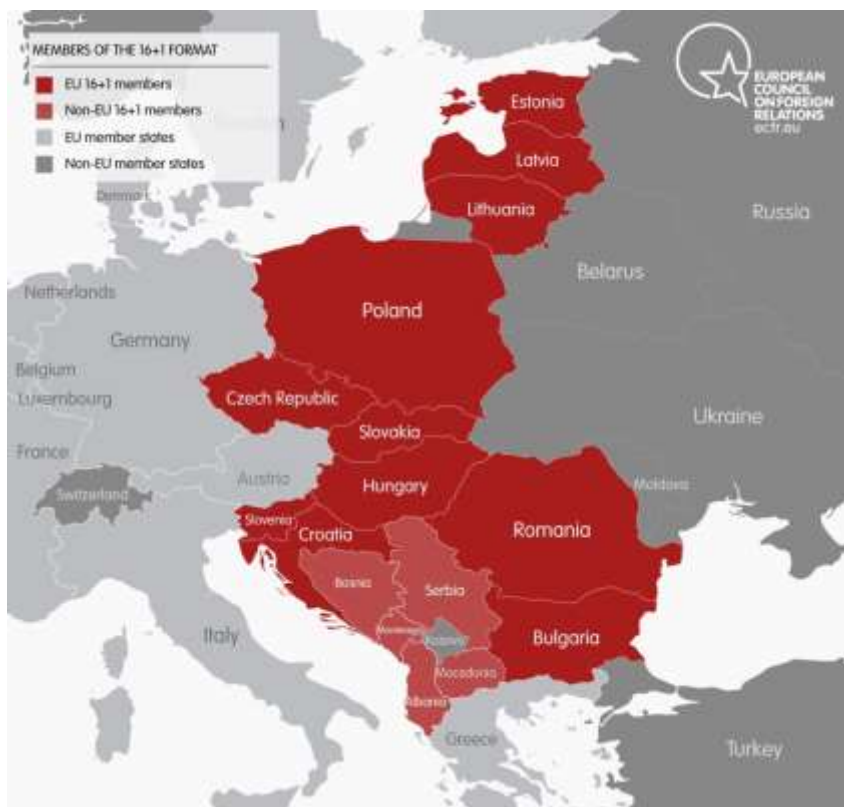 MEMBERS OF THE 16+1 FORMAT
EU 16+1 members
Non-EU 16+1 members
EU member states
Non-EU member states
EUROPEAN
COUNCIL
ON FOREIGN
RELATIONS
ecfr.eu
Estonia
Latvia
Lithuania
Russia
Denmark
Belarus
Netherlands
Poland
Germany
Belgium
Luxembourg
Czech Republic
Ukraine
Slovakia
France
Austria
Moldova
Switzerland
Hungary
Slovenia
Croatia
Romania
Bosnia
Serbia
Italy
Montenegro
Kosovo
Bulgaria
Macedonia
Albania
Greece
Turkey